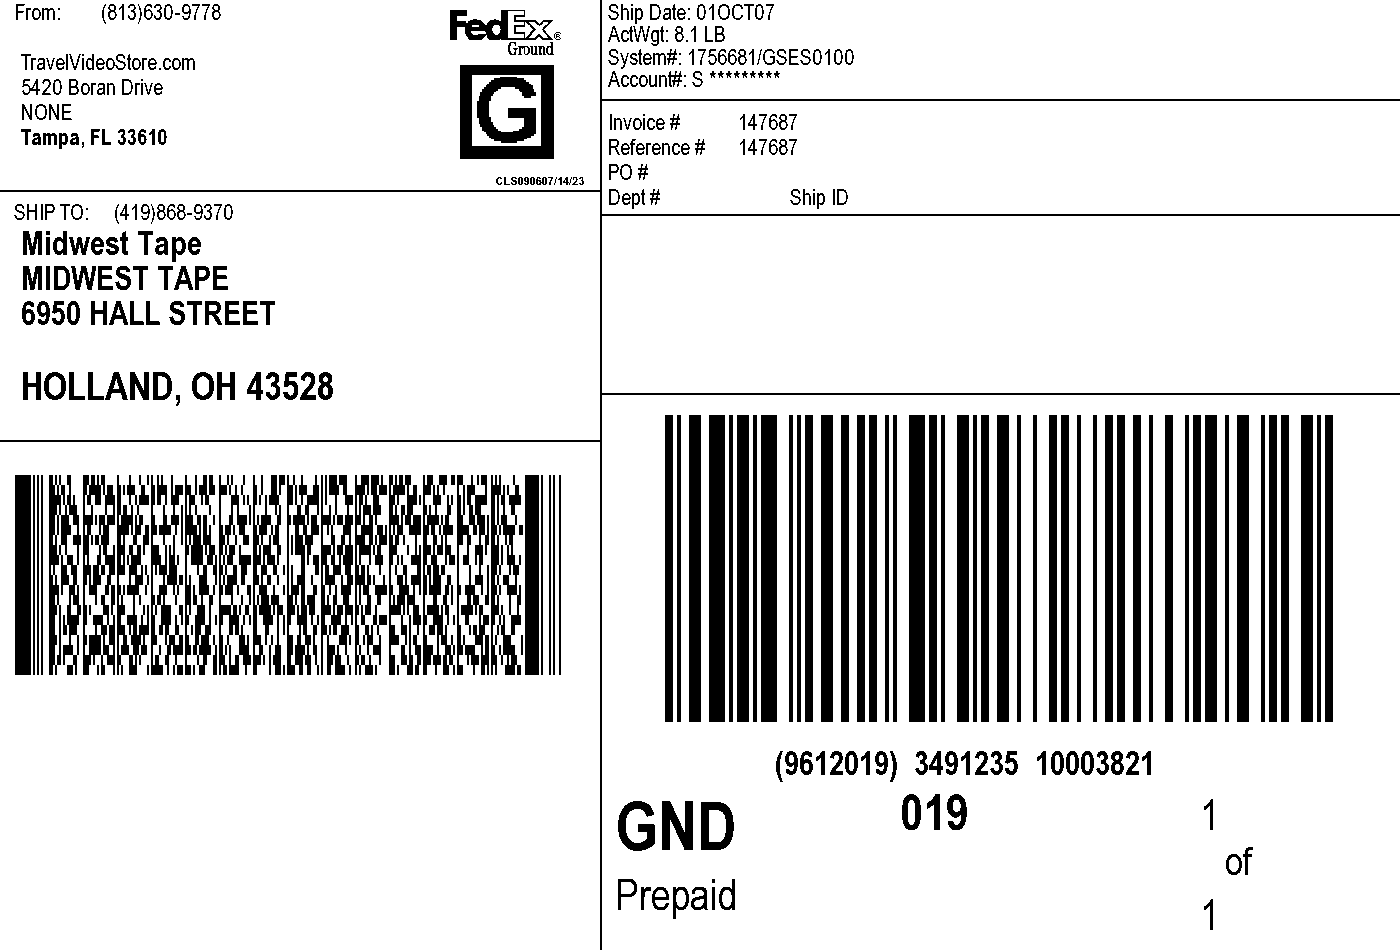 From: (813)630-9778
TravelVideoStore.com
5420 Boran Drive
NONE
Tampa, FL 33610
FedEx®
Ground
G
CLS090607/14/23
SHIP TO: (419)868-9370
Midwest Tape
MIDWEST TAPE
6950 HALL STREET
HOLLAND, OH 43528
Ship Date: 01OCT07
ActWgt: 8.1 LB
System#: 1756681/GSES0100
Account#: S *********
Invoice # 147687
Reference # 147687
PO #
Dept # Ship ID
(9612019) 3491235 10003821
GND 019 1
of
Prepaid 1